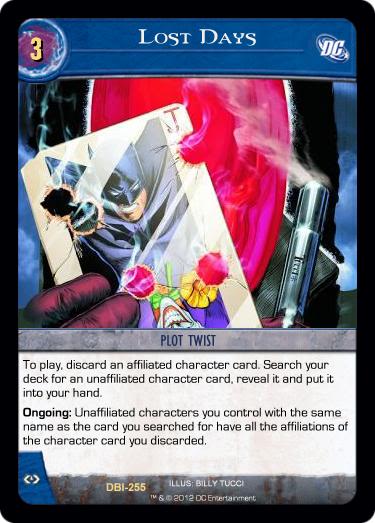 3
LOST DAYS
DC
PLOT TWIST
To play, discard an affiliated character card. Search your
deck for an unaffiliated character card, reveal it and put it
into your hand.
Ongoing: Unaffiliated characters you control with the same
name as the card you searched for have all the affiliations of
the character card you discarded.
DBI-255
ILLUS: BILLY TUCCI
™ & © 2012 DC Entertainment